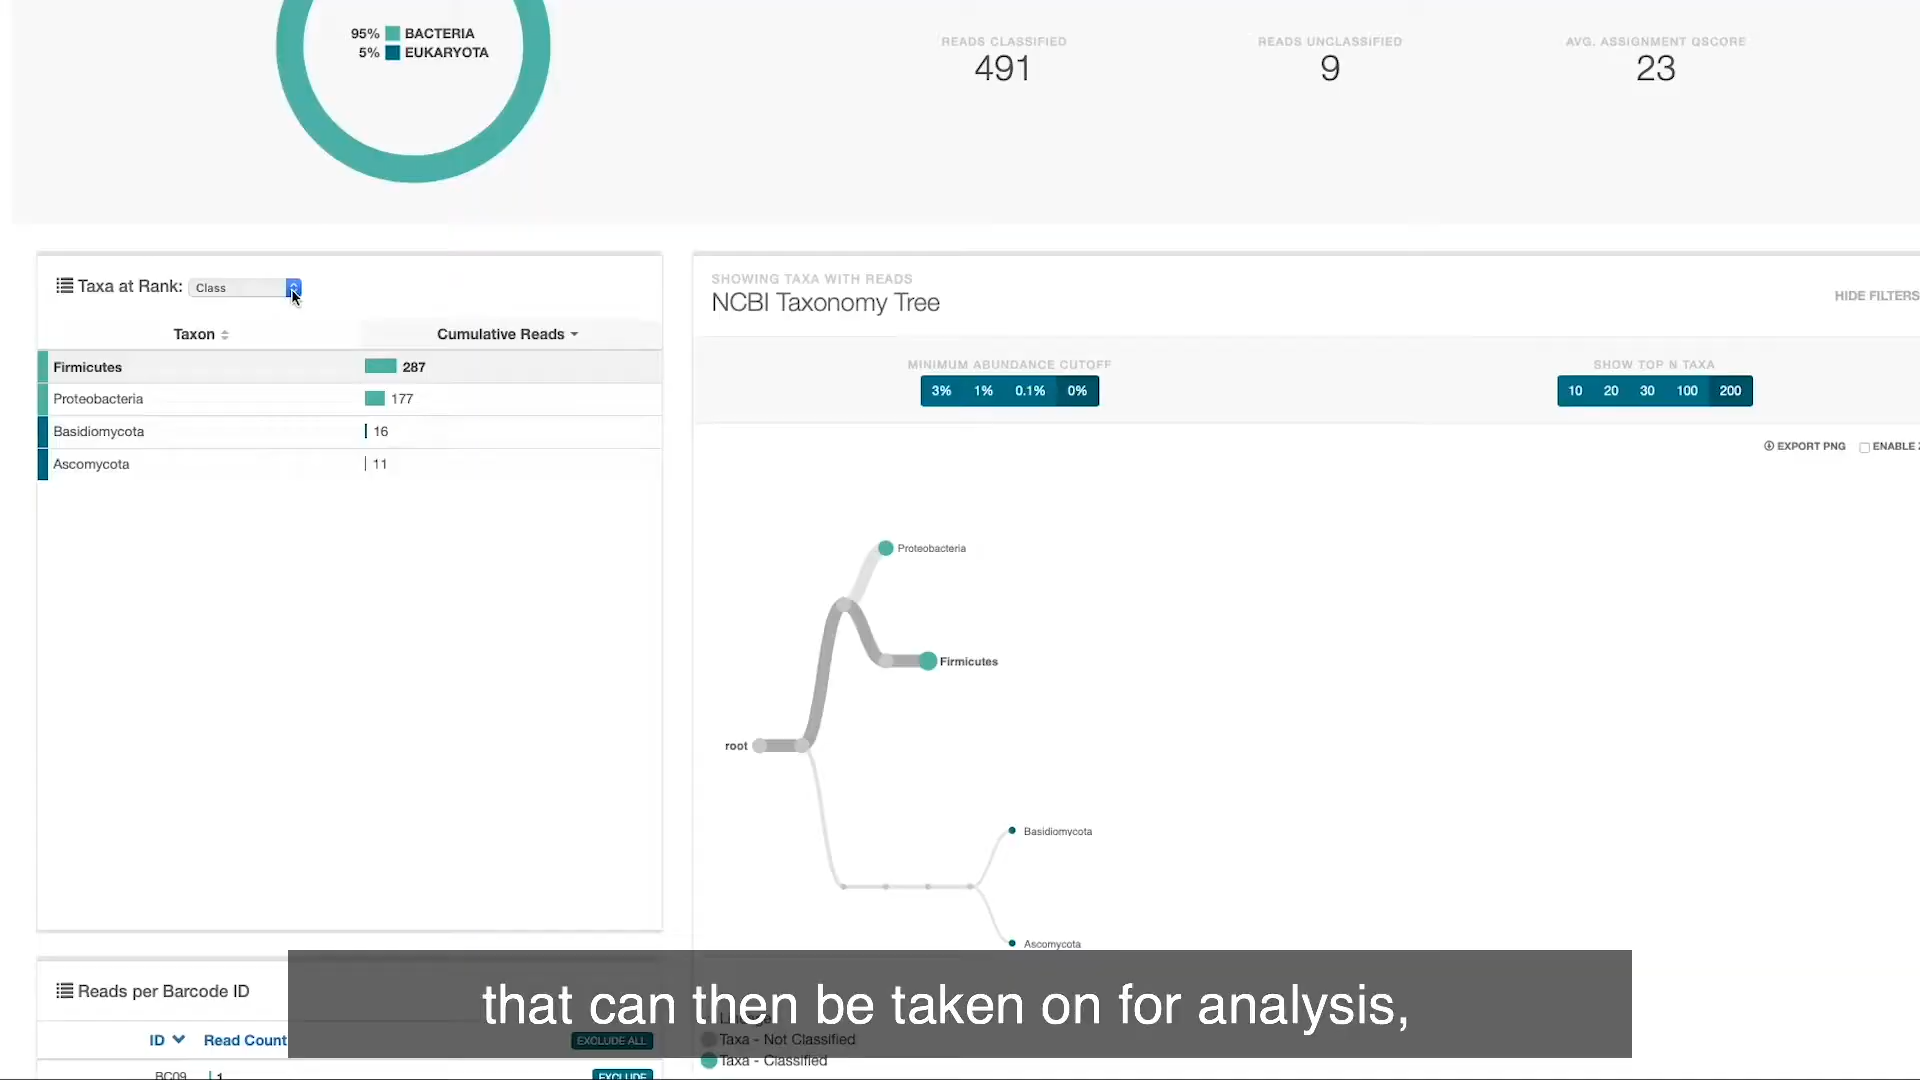 95% BACTERIA
5% EUKARYOTA
READS CLASSIFIED
491
READS UNCLASSIFIED
9
AVG. ASSIGNMENT QSCORE
23
Taxa at Rank: Class
Taxon Cumulative Reads
Firmicutes 287
Proteobacteria 177
Basidiomycota 16
Ascomycota 11
SHOWING TAXA WITH READS
NCBI Taxonomy Tree
HIDE FILTERS
MINIMUM ABUNDANCE CUTOFF
3% 1% 0.1% 0%
SHOW TOP N TAXA
10 20 30 100 200
EXPORT PNG ENABLE
Proteobacteria
Firmicutes
root
Basidiomycota
Ascomycota
Reads per Barcode ID
ID Read Count EXCLUDE ALL
BC09 1 EXCLUDE
that can then be taken on for analysis,
Taxa - Not Classified
Taxa - Classified